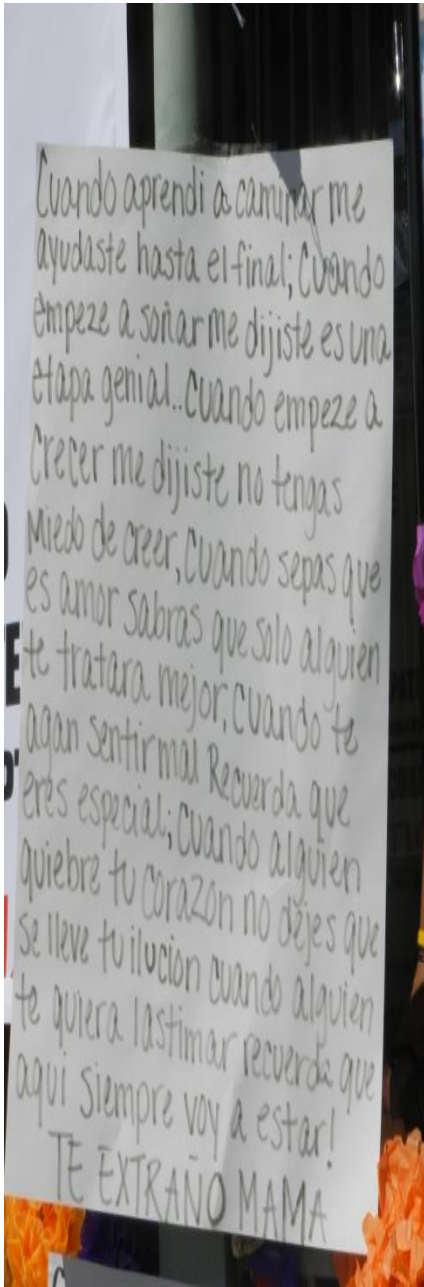 Cuando aprendi a caminar me
ayudaste hasta el final; Cuando
empeze a soñar me dijiste es una
etapa genial.. Cuando empeze a
Crecer me dijiste no tengas
Miedo de creer, Cuando sepas que
es amor sabras que solo alguien
te tratara mejor, Cuando te
agan sentir mal Recuerda que
eres especial; Cuando alguien
quiebre tu corazon no dejes que
se lleve tu ilucion cuando alguien
te quiera lastimar recuerda que
aqui siempre voy a estar!
TE EXTRAÑO MAMA